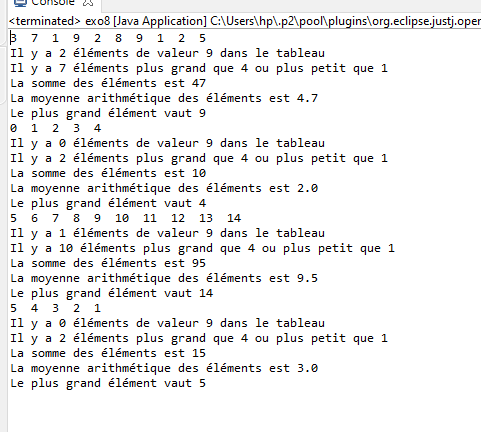 Console
<terminated> exo8 [Java Application] C:\Users\hp\.p2\pool\plugins\org.eclipse.justj.oper
3  7  1  9  2  8  9  1  2  5
Il y a 2 éléments de valeur 9 dans le tableau
Il y a 7 éléments plus grand que 4 ou plus petit que 1
La somme des éléments est 47
La moyenne arithmétique des éléments est 4.7
Le plus grand élément vaut 9
0  1  2  3  4
Il y a 0 éléments de valeur 9 dans le tableau
Il y a 2 éléments plus grand que 4 ou plus petit que 1
La somme des éléments est 10
La moyenne arithmétique des éléments est 2.0
Le plus grand élément vaut 4
5  6  7  8  9  10  11  12  13  14
Il y a 1 éléments de valeur 9 dans le tableau
Il y a 10 éléments plus grand que 4 ou plus petit que 1
La somme des éléments est 95
La moyenne arithmétique des éléments est 9.5
Le plus grand élément vaut 14
5  4  3  2  1
Il y a 0 éléments de valeur 9 dans le tableau
Il y a 2 éléments plus grand que 4 ou plus petit que 1
La somme des éléments est 15
La moyenne arithmétique des éléments est 3.0
Le plus grand élément vaut 5